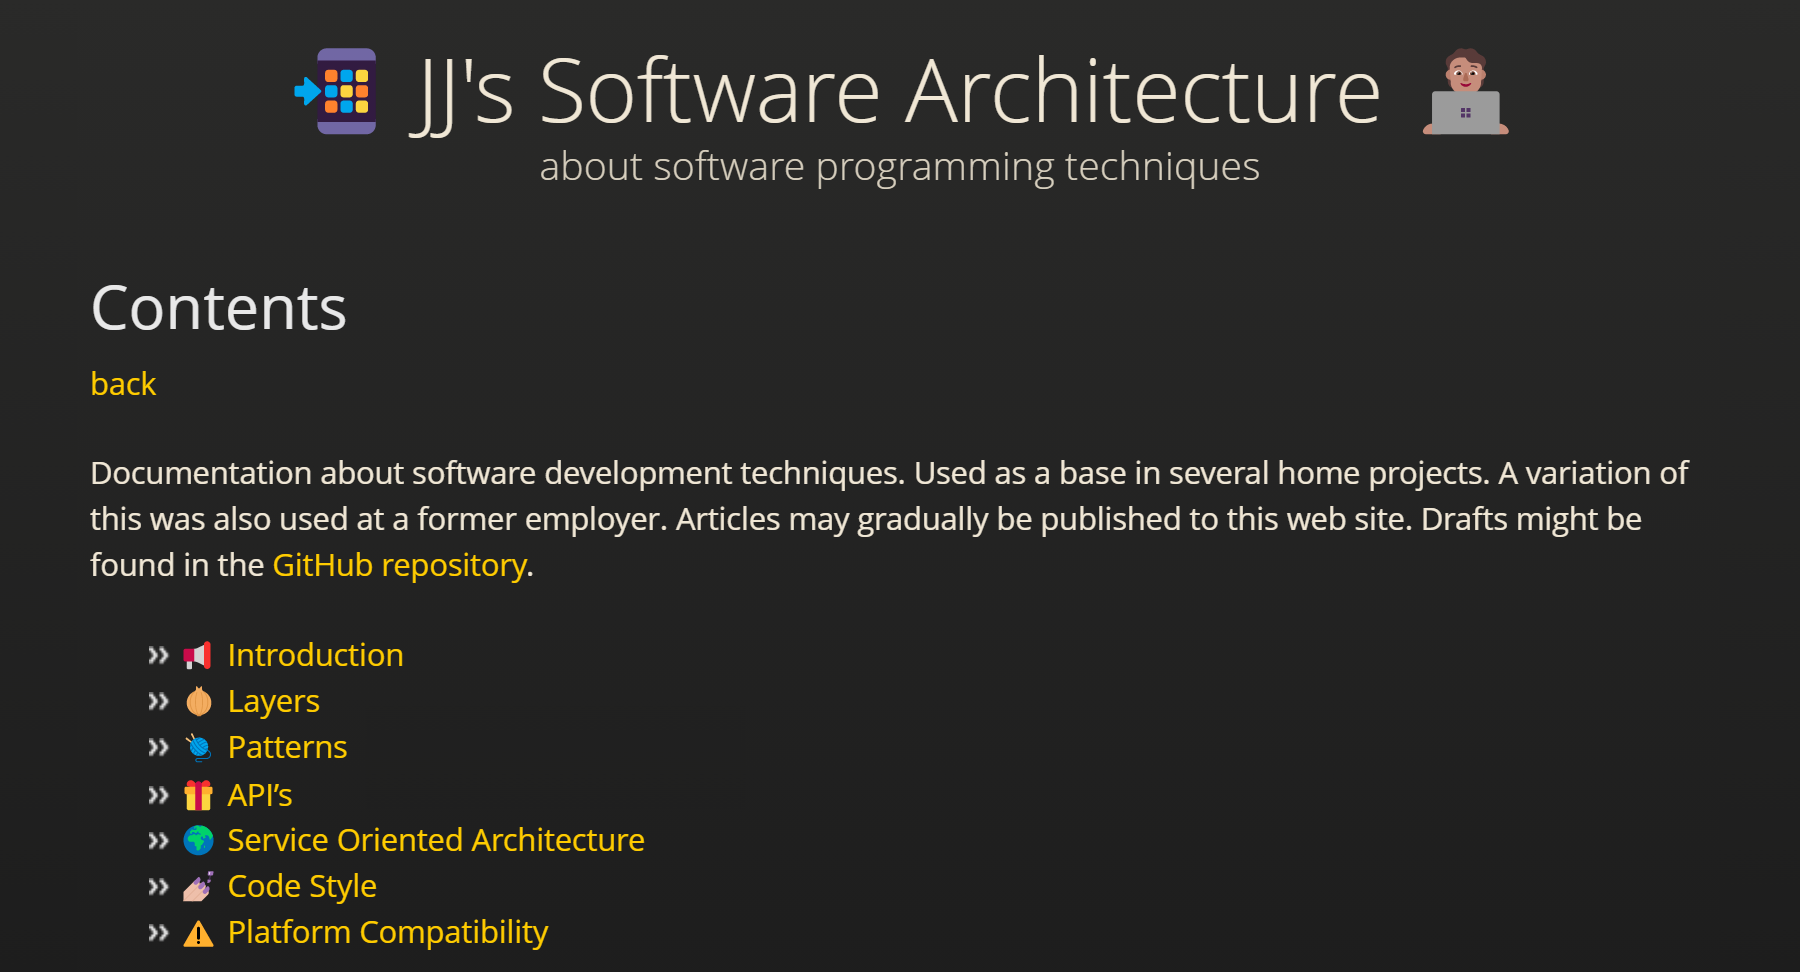 JJ's Software Architecture
about software programming techniques
Contents
back
Documentation about software development techniques. Used as a base in several home projects. A variation of
this was also used at a former employer. Articles may gradually be published to this web site. Drafts might be
found in the GitHub repository.
Introduction
Layers
Patterns
API’s
Service Oriented Architecture
Code Style
Platform Compatibility